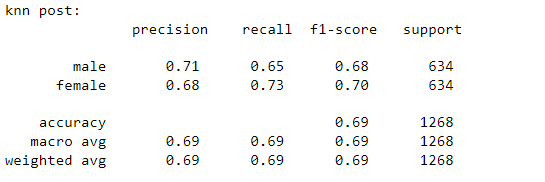 knn post:
precision recall f1-score support
male 0.71 0.65 0.68 634
female 0.68 0.73 0.70 634
accuracy 0.69 1268
macro avg 0.69 0.69 0.69 1268
weighted avg 0.69 0.69 0.69 1268